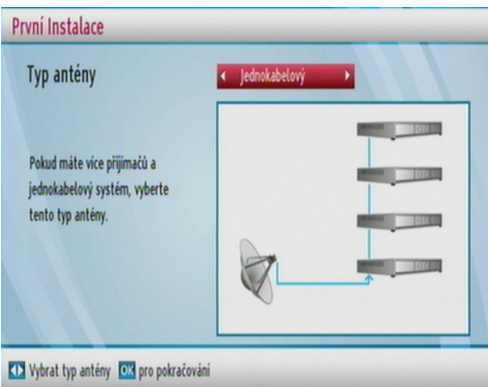 První Instalace
Typ antény
Jednokabelový
Pokud máte více přijímačů a
jednokabelový systém, vyberte
tento typ antény.
Vybrat typ antény OK pro pokračování